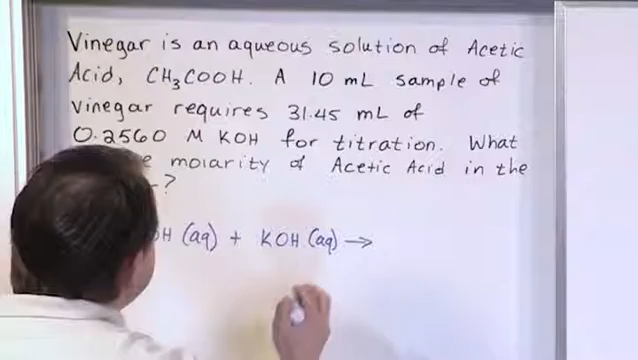 Vinegar is an aqueous solution of Acetic
Acid, CH₃COOH. A 10 mL sample of
vinegar requires 31.45 mL of
0.2560 M KOH for titration. What
molarity of Acetic Acid in the
?
(aq) + KOH (aq) →